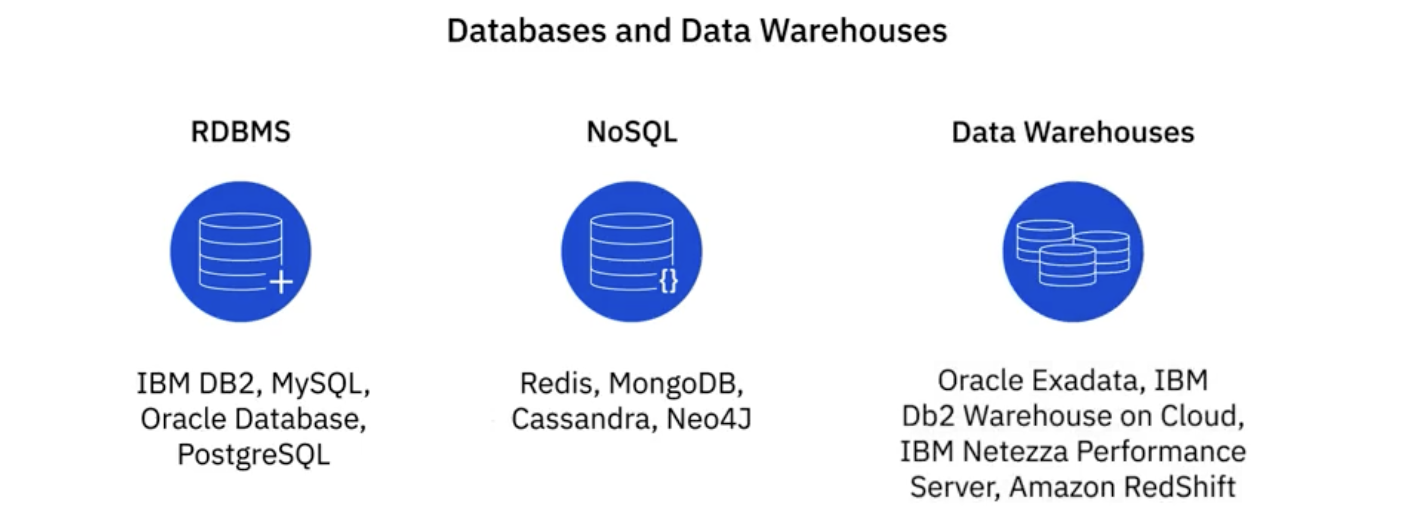 Databases and Data Warehouses
RDBMS
NoSQL
Data Warehouses
{}
IBM DB2, MySQL,
Oracle Database,
PostgreSQL
Redis, MongoDB,
Cassandra, Neo4J
Oracle Exadata, IBM
Db2 Warehouse on Cloud,
IBM Netezza Performance
Server, Amazon RedShift